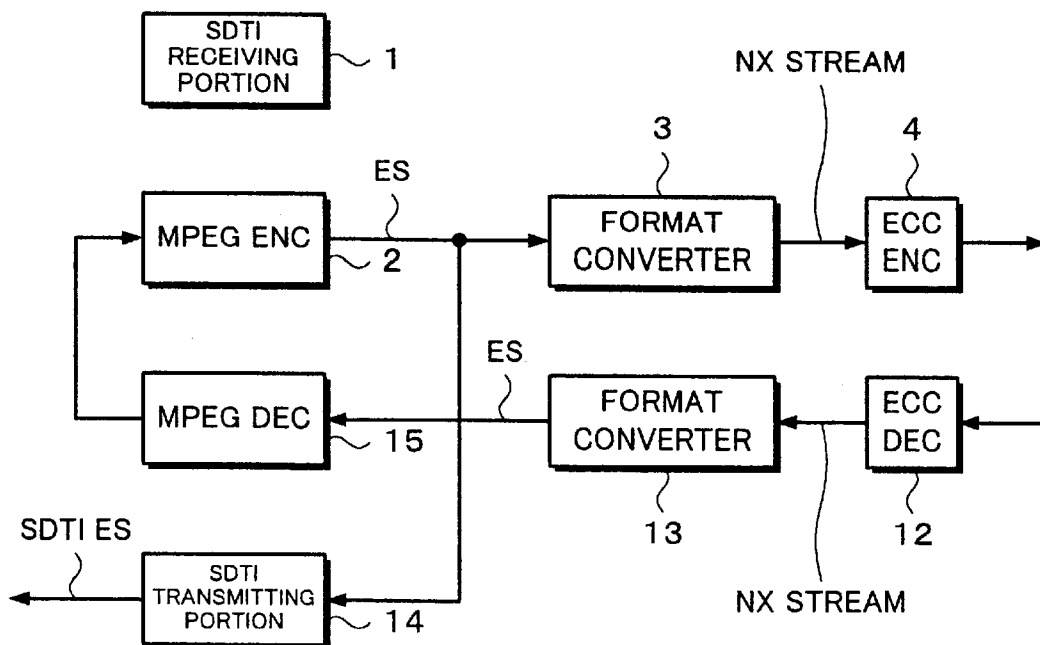 SDTI
RECEIVING
PORTION
1
NX STREAM
3
4
ES
MPEG ENC
2
FORMAT
CONVERTER
ECC
ENC
ES
MPEG DEC
15
FORMAT
CONVERTER
13
ECC
DEC
12
SDTI ES
SDTI
TRANSMITTING
PORTION
14
NX STREAM